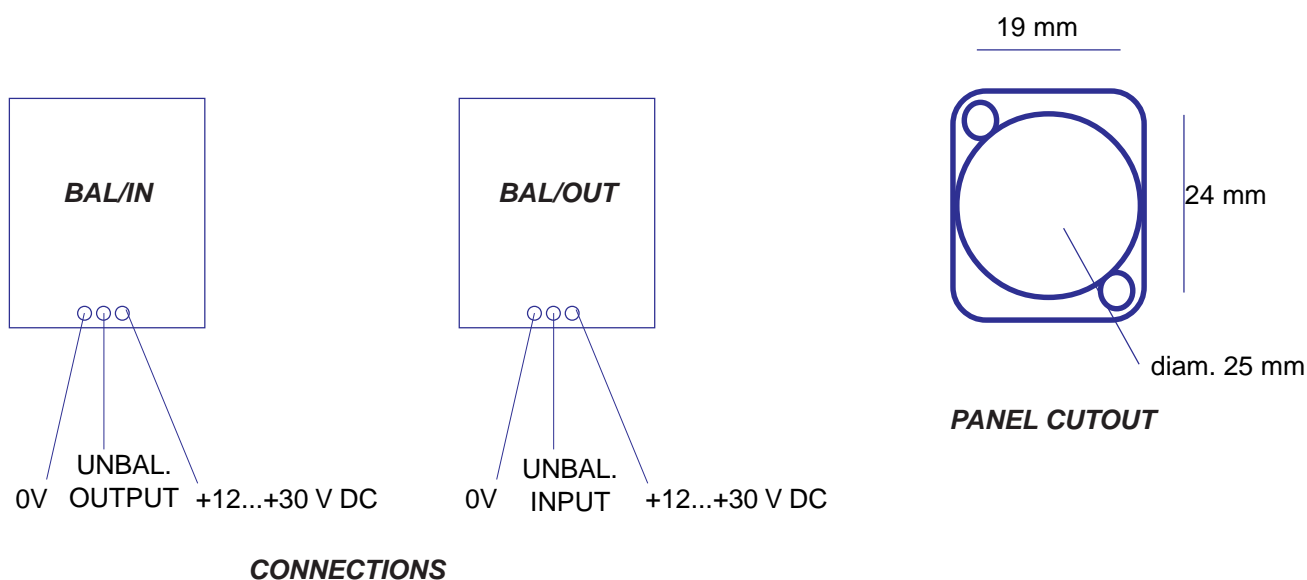 19 mm
BAL/IN
BAL/OUT
24 mm
diam. 25 mm
PANEL CUTOUT
UNBAL.
0V OUTPUT +12...+30 V DC
UNBAL.
0V INPUT +12...+30 V DC
CONNECTIONS